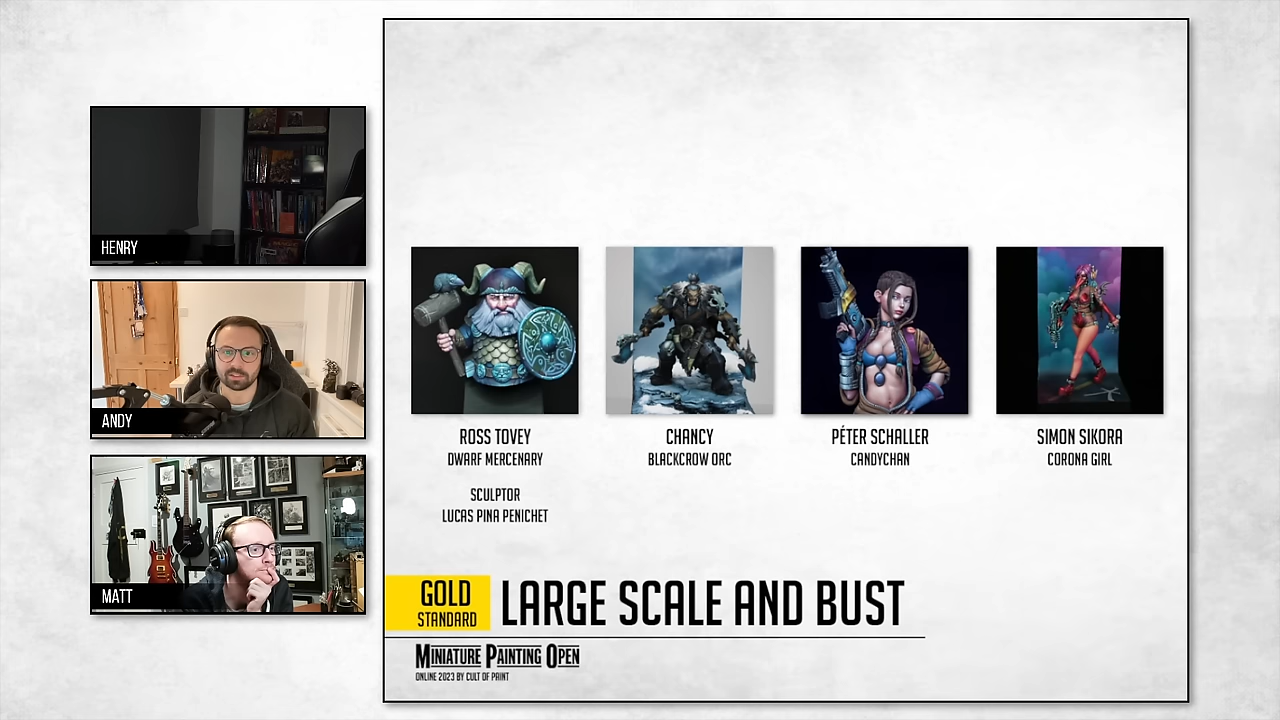 HENRY
ANDY
MATT
ROSS TOVEY
DWARF MERCENARY
SCULPTOR
LUCAS PINA PENICHET
CHANCY
BLACKCROW ORC
PÉTER SCHALLER
CANDYCHAN
SIMON SIKORA
CORONA GIRL
GOLD
STANDARD
LARGE SCALE AND BUST
MINIATURE PAINTING OPEN
ONLINE 2023 BY CULT OF PAINT